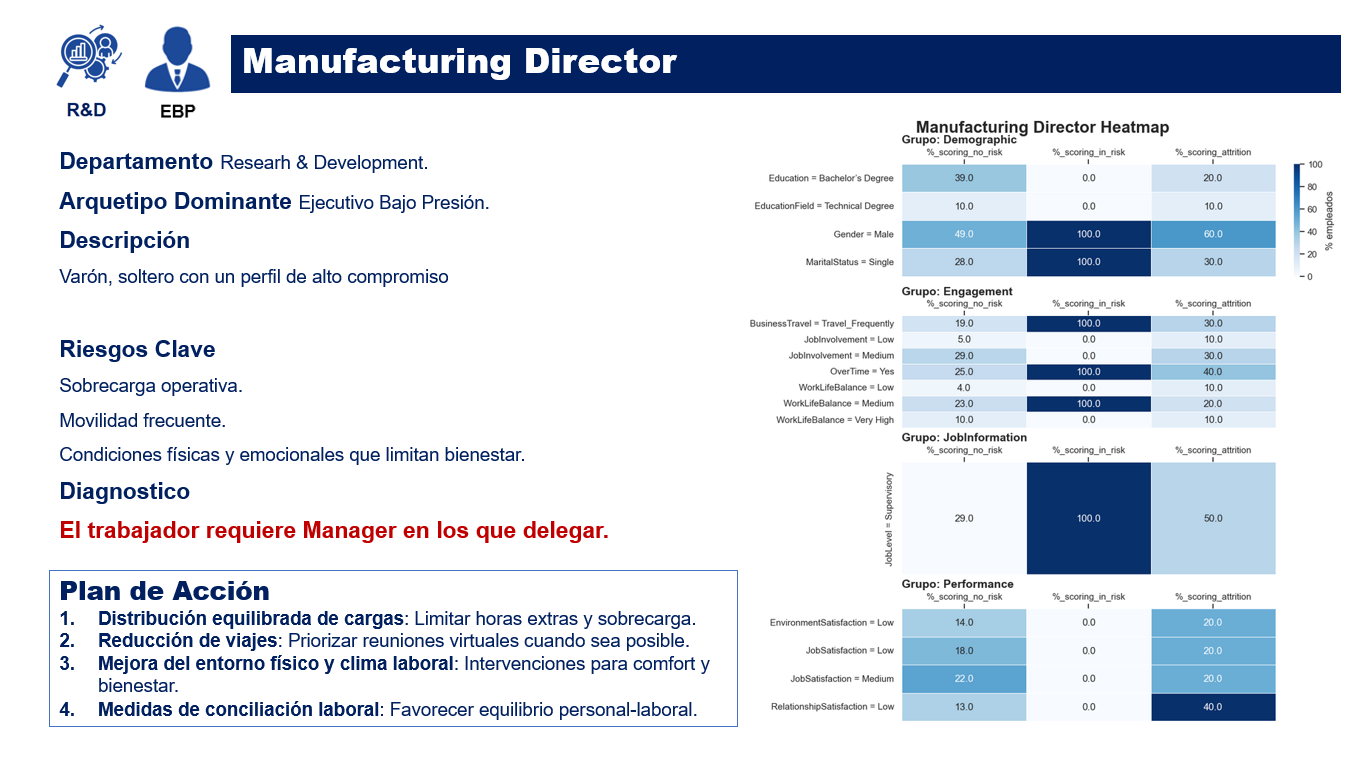 R&D
EBP
Manufacturing Director
Departamento Researh & Development.
Arquetipo Dominante Ejecutivo Bajo Presión.
Descripción
Varón, soltero con un perfil de alto compromiso
Riesgos Clave
Sobrecarga operativa.
Movilidad frecuente.
Condiciones físicas y emocionales que limitan bienestar.
Diagnostico
El trabajador requiere Manager en los que delegar.
Plan de Acción
1. Distribución equilibrada de cargas: Limitar horas extras y sobrecarga.
2. Reducción de viajes: Priorizar reuniones virtuales cuando sea posible.
3. Mejora del entorno físico y clima laboral: Intervenciones para comfort y
bienestar.
4. Medidas de conciliación laboral: Favorecer equilibrio personal-laboral.
Manufacturing Director Heatmap
Grupo: Demographic
%_scoring_no_risk %_scoring_in_risk %_scoring_attrition
Education = Bachelor's Degree 39.0 0.0 20.0
EducationField = Technical Degree 10.0 0.0 10.0
Gender = Male 49.0 100.0 60.0
MaritalStatus = Single 28.0 100.0 30.0
100
80
60
40
20
0
% empleados
Grupo: Engagement
%_scoring_no_risk %_scoring_in_risk %_scoring_attrition
BusinessTravel = Travel_Frequently 19.0 100.0 30.0
JobInvolvement = Low 5.0 0.0 10.0
JobInvolvement = Medium 29.0 0.0 30.0
OverTime = Yes 25.0 100.0 40.0
WorkLifeBalance = Low 4.0 0.0 10.0
WorkLifeBalance = Medium 23.0 100.0 20.0
WorkLifeBalance = Very High 10.0 0.0 10.0
Grupo: JobInformation
%_scoring_no_risk %_scoring_in_risk %_scoring_attrition
JobLevel = Supervisory 29.0 100.0 50.0
Grupo: Performance
%_scoring_no_risk %_scoring_in_risk %_scoring_attrition
EnvironmentSatisfaction = Low 14.0 0.0 20.0
JobSatisfaction = Low 18.0 0.0 20.0
JobSatisfaction = Medium 22.0 0.0 20.0
RelationshipSatisfaction = Low 13.0 0.0 40.0